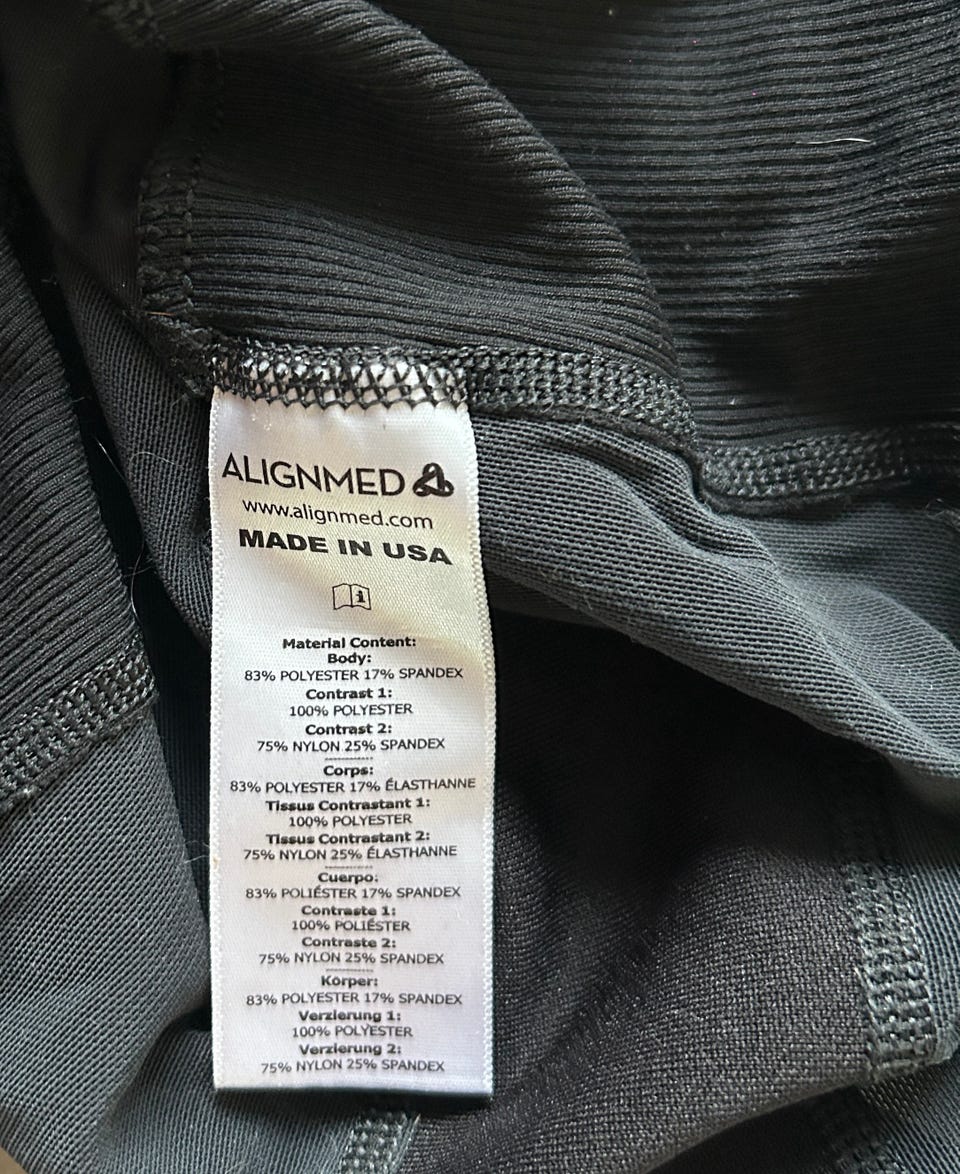 ALIGNMED
www.alignmed.com
MADE IN USA
i
Material Content:
Body:
83% POLYESTER 17% SPANDEX
Contrast 1:
100% POLYESTER
Contrast 2:
75% NYLON 25% SPANDEX
Corps:
83% POLYESTER 17% ÉLASTHANNE
Tissus Contrastant 1:
100% POLYESTER
Tissus Contrastant 2:
75% NYLON 25% ÉLASTHANNE
Cuerpo:
83% POLIÉSTER 17% SPANDEX
Contraste 1:
100% POLIÉSTER
Contraste 2:
75% NYLON 25% SPANDEX
Körper:
83% POLYESTER 17% SPANDEX
Verzierung 1:
100% POLYESTER
Verzierung 2:
75% NYLON 25% SPANDEX